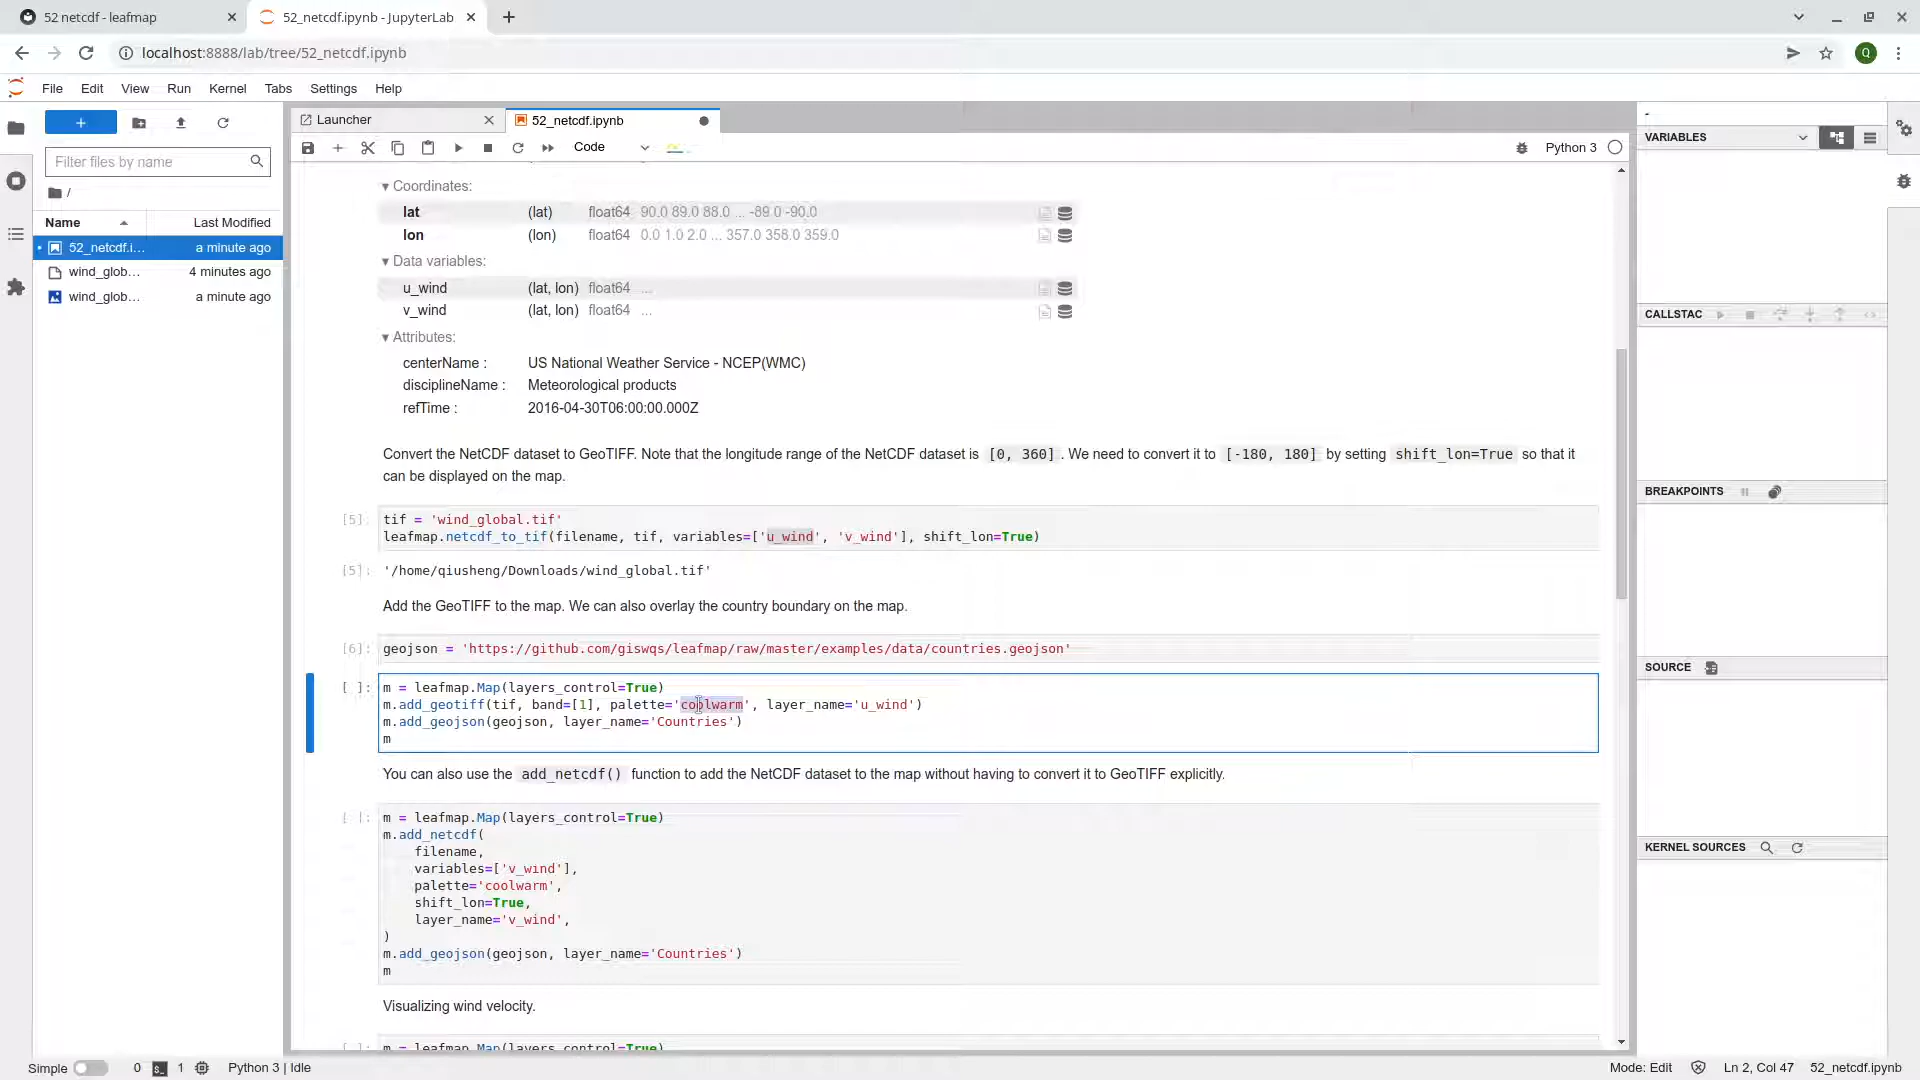 52 netcdf - leafmap
52_netcdf.ipynb - JupyterLab
localhost:8888/lab/tree/52_netcdf.ipynb
Q
File Edit View Run Kernel Tabs Settings Help
Launcher
52_netcdf.ipynb
Code
Python 3
Filter files by name
/
Name Last Modified
52_netcdf.i... a minute ago
wind_glob... 4 minutes ago
wind_glob... a minute ago
Coordinates:
lat (lat) float64 90.0 89.0 88.0 ... -89.0 -90.0
lon (lon) float64 0.0 1.0 2.0 ... 357.0 358.0 359.0
Data variables:
u_wind (lat, lon) float64 ...
v_wind (lat, lon) float64 ...
Attributes:
centerName : US National Weather Service - NCEP(WMC)
disciplineName : Meteorological products
refTime : 2016-04-30T06:00:00.000Z
Convert the NetCDF dataset to GeoTIFF. Note that the longitude range of the NetCDF dataset is [0, 360] . We need to convert it to [-180, 180] by setting shift_lon=True so that it
can be displayed on the map.
[5]: tif = 'wind_global.tif'
leafmap.netcdf_to_tif(filename, tif, variables=['u_wind', 'v_wind'], shift_lon=True)
[5]: '/home/qiusheng/Downloads/wind_global.tif'
Add the GeoTIFF to the map. We can also overlay the country boundary on the map.
[6]: geojson = 'https://github.com/giswqs/leafmap/raw/master/examples/data/countries.geojson'
[ ]: m = leafmap.Map(layers_control=True)
m.add_geotiff(tif, band=[1], palette='coolwarm', layer_name='u_wind')
m.add_geojson(geojson, layer_name='Countries')
m
You can also use the add_netcdf() function to add the NetCDF dataset to the map without having to convert it to GeoTIFF explicitly.
[ ]: m = leafmap.Map(layers_control=True)
m.add_netcdf(
filename,
variables=['v_wind'],
palette='coolwarm',
shift_lon=True,
layer_name='v_wind',
)
m.add_geojson(geojson, layer_name='Countries')
m
Visualizing wind velocity.
[ ]: m = leafmap.Map(layers_control=True)
VARIABLES
CALLSTAC
BREAKPOINTS
SOURCE
KERNEL SOURCES
Simple 0 1 Python 3 | Idle
Mode: Edit Ln 2, Col 47 52_netcdf.ipynb